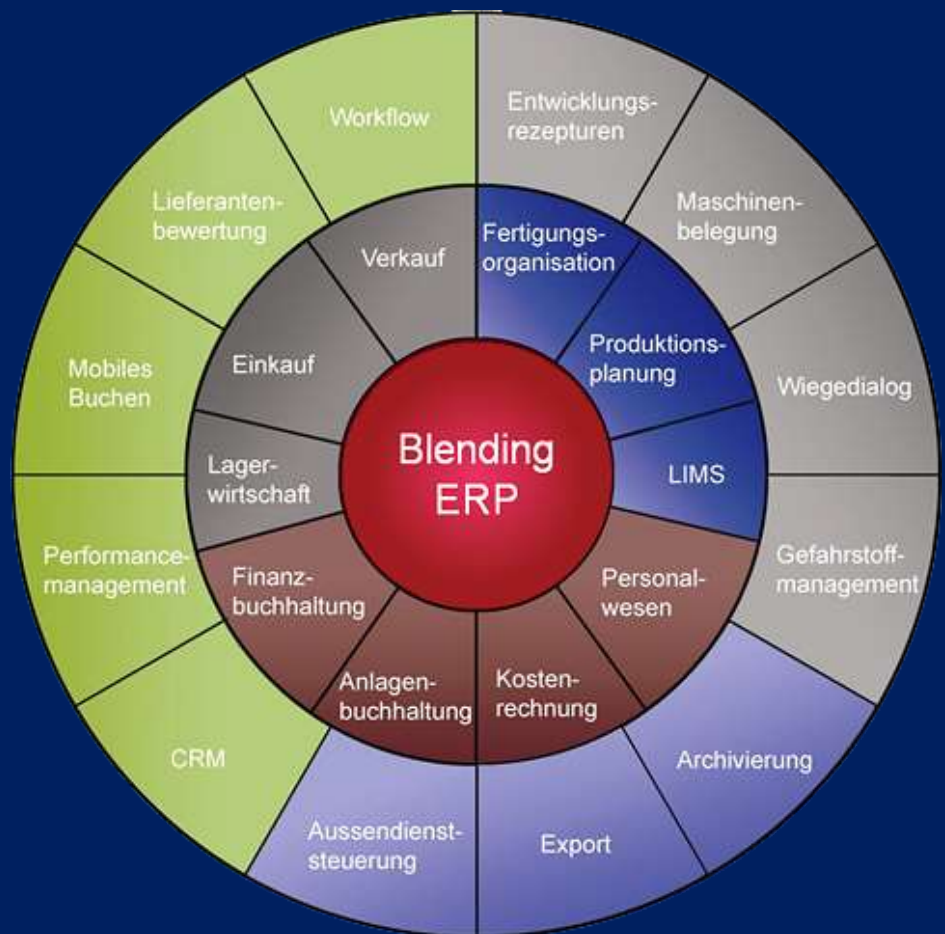 Workflow
Entwicklungs-
rezepturen
Lieferanten-
bewertung
Maschinen-
belegung
Verkauf
Fertigungs-
organisation
Mobiles
Buchen
Einkauf
Produktions-
planung
Wiegedialog
Blending
ERP
Lager-
wirtschaft
LIMS
Performance-
management
Finanz-
buchhaltung
Personal-
wesen
Gefahrstoff-
management
Anlagen-
buchhaltung
Kosten-
rechnung
CRM
Archivierung
Aussendienst-
steuerung
Export